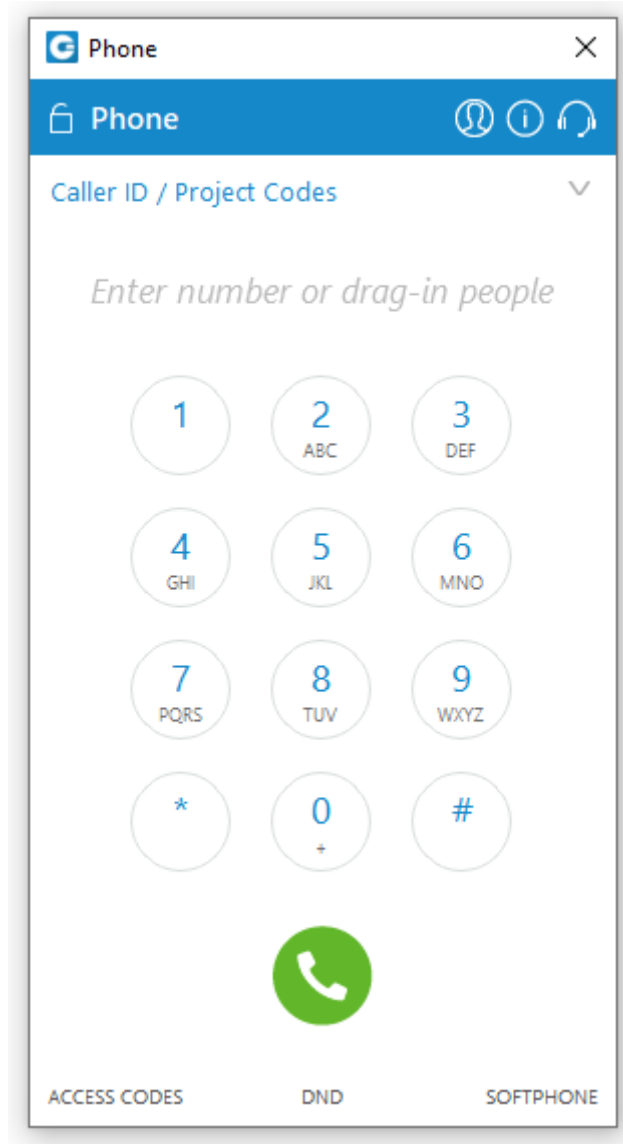 Phone
Phone
Caller ID / Project Codes
Enter number or drag-in people
1 2 3
ABC DEF
4 5 6
GHI JKL MNO
7 8 9
PQRS TUV WXYZ
* 0 #
+
ACCESS CODES DND SOFTPHONE